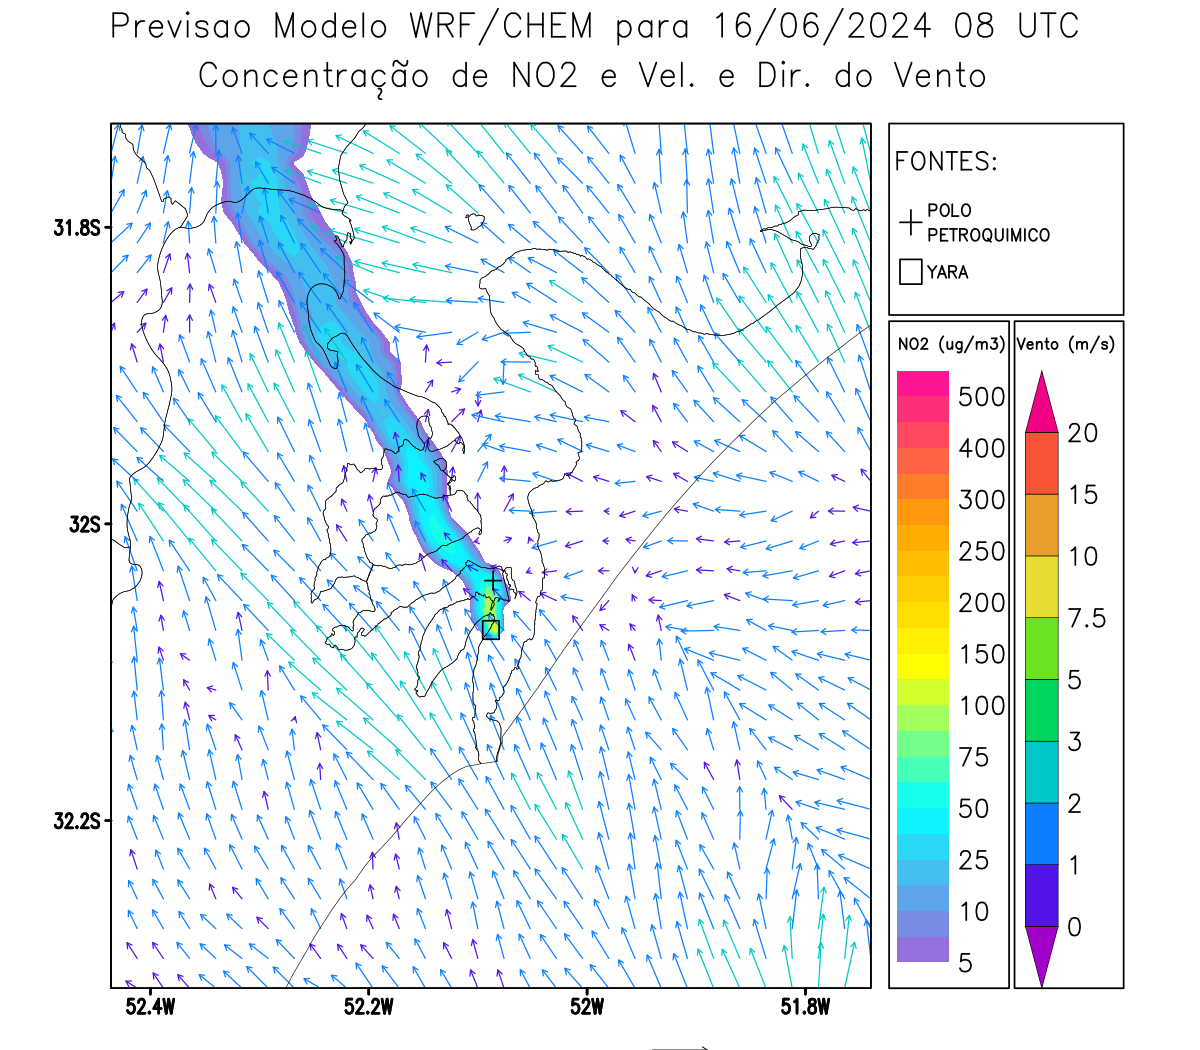 Previsao Modelo WRF/CHEM para 16/06/2024 08 UTC
Concentração de NO2 e Vel. e Dir. do Vento
FONTES:
POLO
PETROQUIMICO
YARA
NO2 (ug/m3)
500
400
300
250
200
150
100
75
50
25
10
5
Vento (m/s)
20
15
10
7.5
5
3
2
1
0
31.8S
32S
32.2S
52.4W
52.2W
52W
51.8W